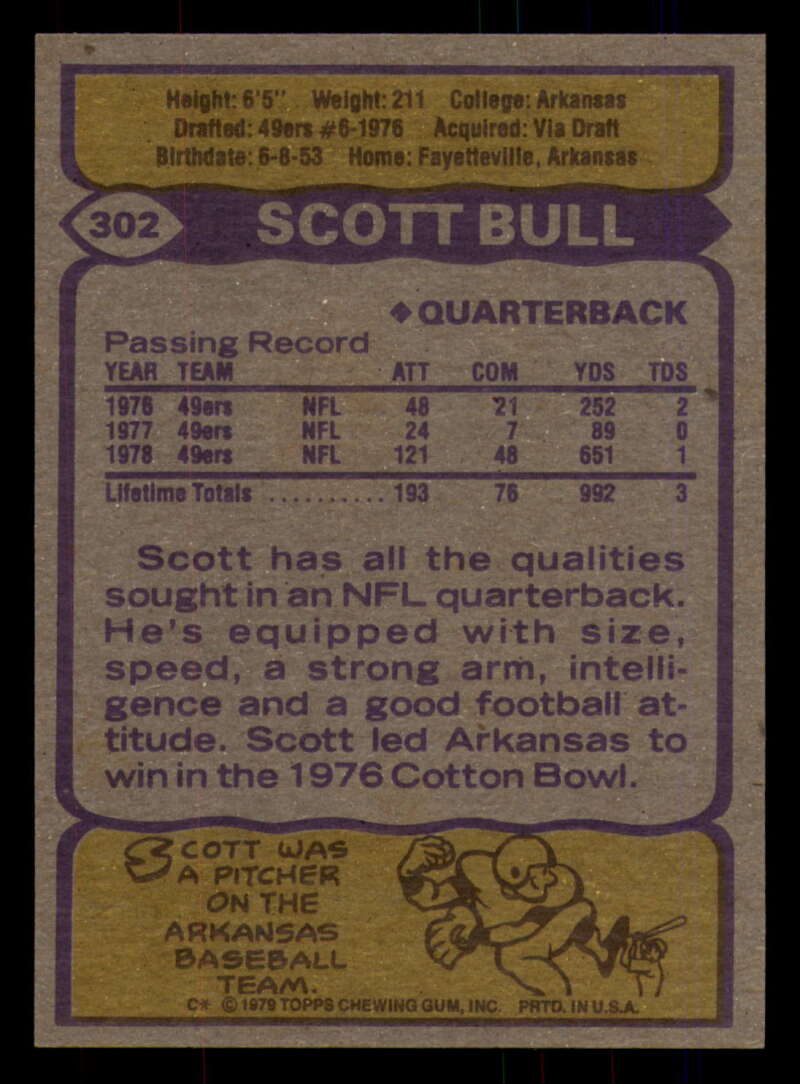 Height: 6'5" Weight: 211 College: Arkansas
Drafted: 49ers #6-1976 Acquired: Via Draft
Birthdate: 6-8-53 Home: Fayetteville, Arkansas
302 SCOTT BULL
◆ QUARTERBACK
Passing Record
YEAR TEAM ATT COM YDS TDS
1976 49ers NFL 48 21 252 2
1977 49ers NFL 24 7 89 0
1978 49ers NFL 121 48 651 1
Lifetime Totals .......... 193 76 992 3
Scott has all the qualities
sought in an NFL quarterback.
He's equipped with size,
speed, a strong arm, intelli-
gence and a good football at-
titude. Scott led Arkansas to
win in the 1976 Cotton Bowl.
SCOTT WAS
A PITCHER
ON THE
ARKANSAS
BASEBALL
TEAM.
C* © 1979 TOPPS CHEWING GUM, INC. PRTD. IN U.S.A.